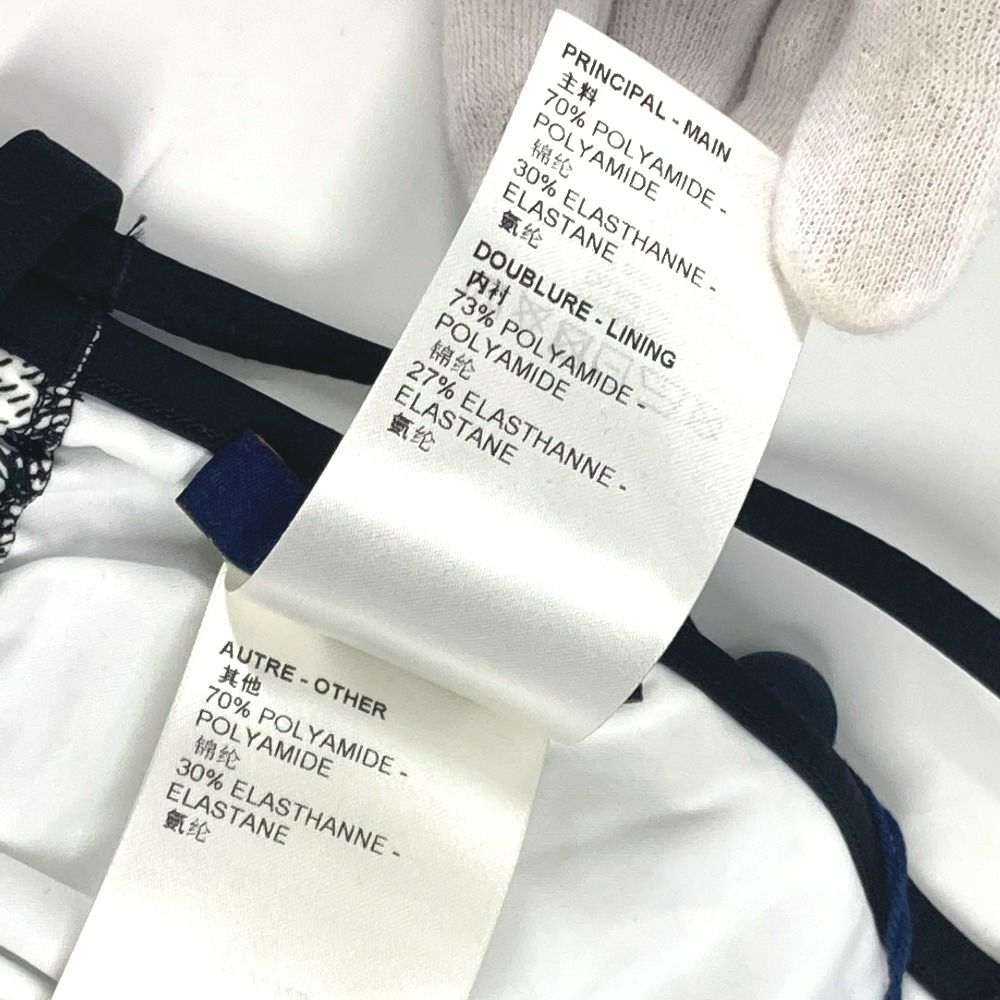 PRINCIPAL - MAIN
主料
70% POLYAMIDE -
POLYAMIDE
锦纶
30% ELASTHANNE -
ELASTANE
氨纶
DOUBLURE - LINING
内衬
73% POLYAMIDE -
POLYAMIDE
锦纶
27% ELASTHANNE -
ELASTANE
氨纶
AUTRE - OTHER
其他
70% POLYAMIDE -
POLYAMIDE
锦纶
30% ELASTHANNE -
ELASTANE
氨纶